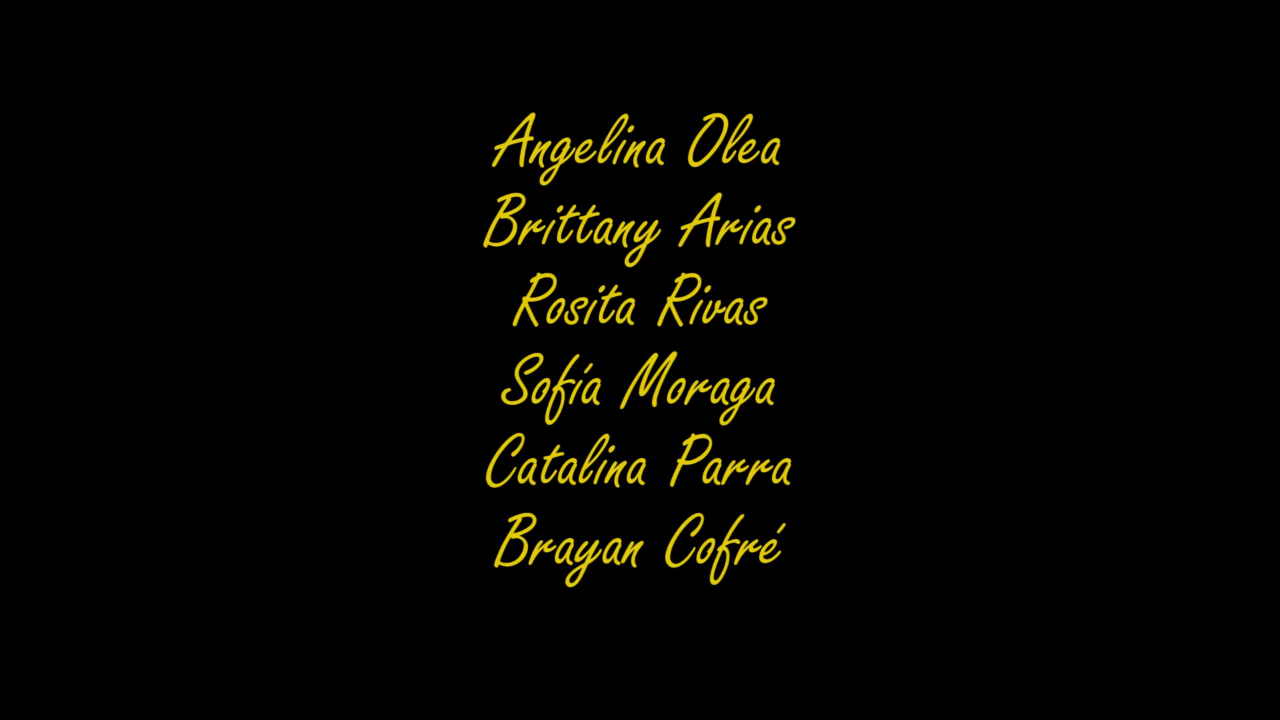 Angelina Olea
Brittany Arias
Rosita Rivas
Sofía Moraga
Catalina Parra
Brayan Cofré